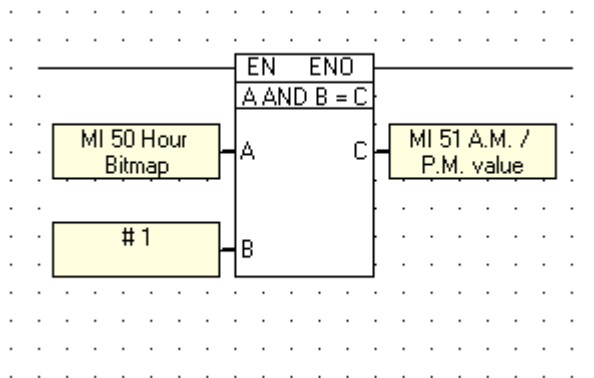 EN ENO
A AND B = C
MI 50 Hour
Bitmap
A
C
MI 51 A.M. /
P.M. value
# 1
B